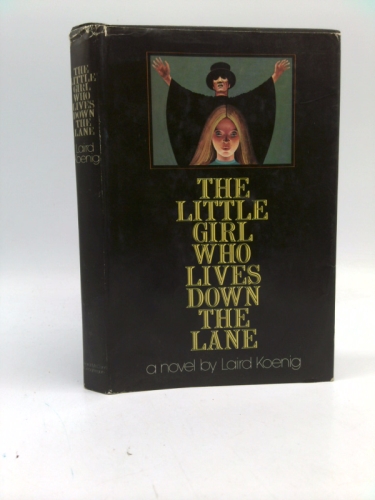 THE
LITTLE
GIRL
WHO
LIVES
DOWN
THE
LANE
Laird
Koenig
THE
LITTLE
GIRL
WHO
LIVES
DOWN
THE
LANE
a novel by Laird Koenig